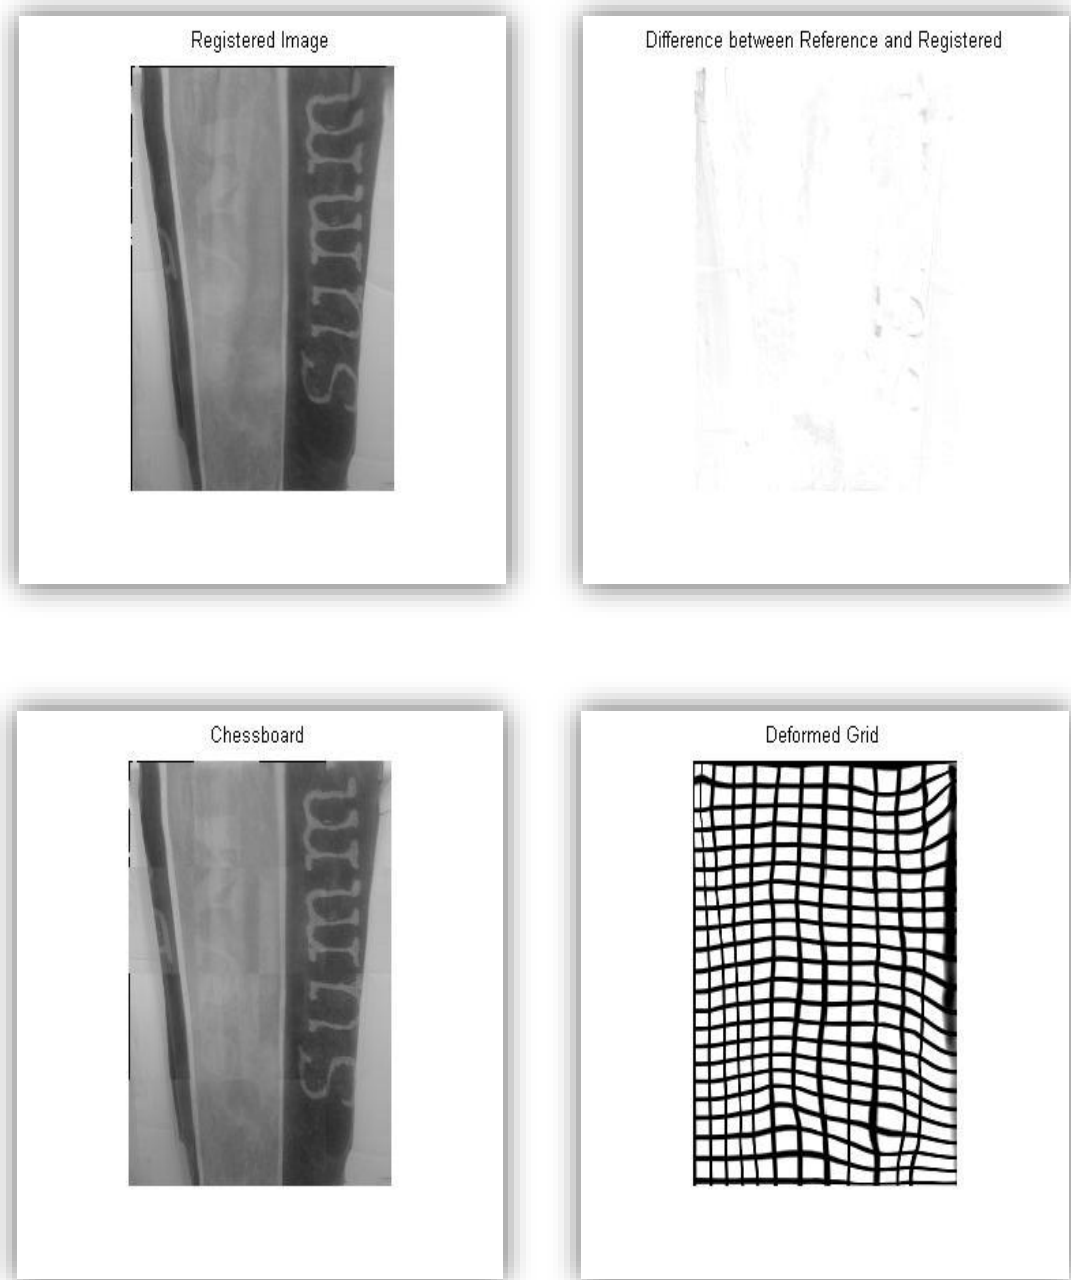 Registered Image
Difference between Reference and Registered
Chessboard
Deformed Grid